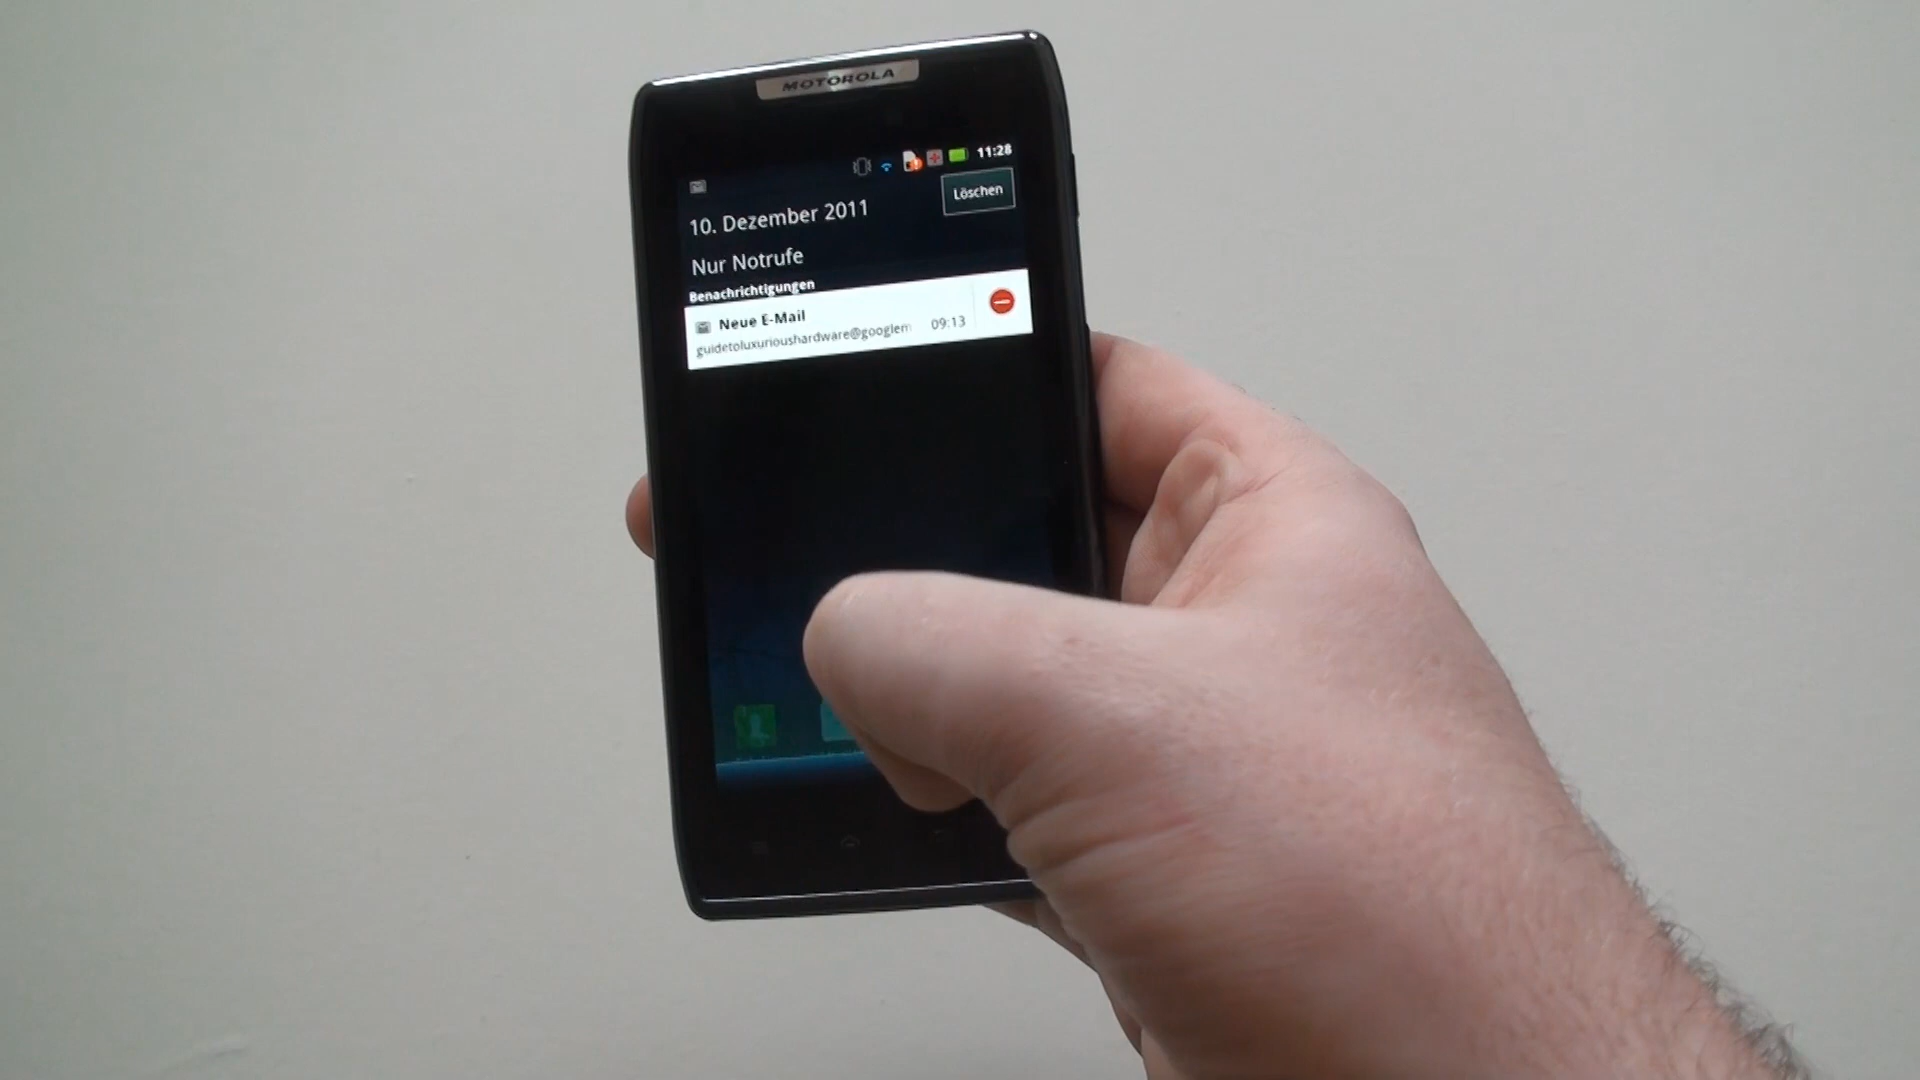 MOTOROLA
11:28
Löschen
10. Dezember 2011
Nur Notrufe
Benachrichtigungen
Neue E-Mail
guidetoluxurioushardware@googlem 09:13